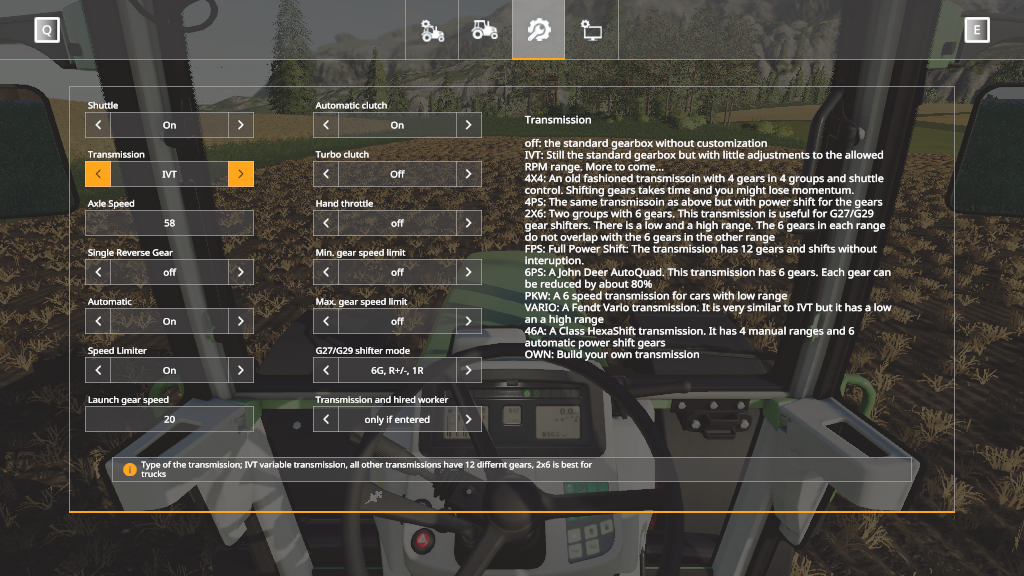 Q
E
Shuttle
On
Transmission
IVT
Axle Speed
58
Single Reverse Gear
off
Automatic
On
Speed Limiter
On
Launch gear speed
20
Automatic clutch
On
Turbo clutch
Off
Hand throttle
off
Min. gear speed limit
off
Max. gear speed limit
off
G27/G29 shifter mode
6G, R+/-, 1R
Transmission and hired worker
only if entered
Transmission
off: the standard gearbox without customization
IVT: Still the standard gearbox but with little adjustments to the allowed
RPM range. More to come...
4X4: An old fashioned transmissoin with 4 gears in 4 groups and shuttle
control. Shifting gears takes time and you might lose momentum.
4PS: The same transmissoin as above but with power shift for the gears
2X6: Two groups with 6 gears. This transmission is useful for G27/G29
gear shifters. There is a low and a high range. The 6 gears in each range
do not overlap with the 6 gears in the other range
FPS: Full Power Shift: The transmission has 12 gears and shifts without
interuption.
6PS: A John Deer AutoQuad. This transmission has 6 gears. Each gear can
be reduced by about 80%
PKW: A 6 speed transmission for cars with low range
VARIO: A Fendt Vario transmission. It is very similar to IVT but it has a low
an a high range
46A: A Class HexaShift transmission. It has 4 manual ranges and 6
automatic power shift gears
OWN: Build your own transmission
Type of the transmission; IVT variable transmission, all other transmissions have 12 differnt gears, 2x6 is best for
trucks